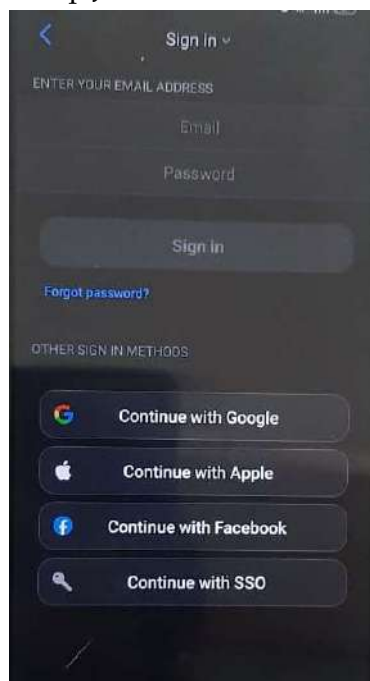 Sign in
ENTER YOUR EMAIL ADDRESS
Email
Password
Sign in
Forgot password?
OTHER SIGN IN METHODS
Continue with Google
Continue with Apple
Continue with Facebook
Continue with SSO